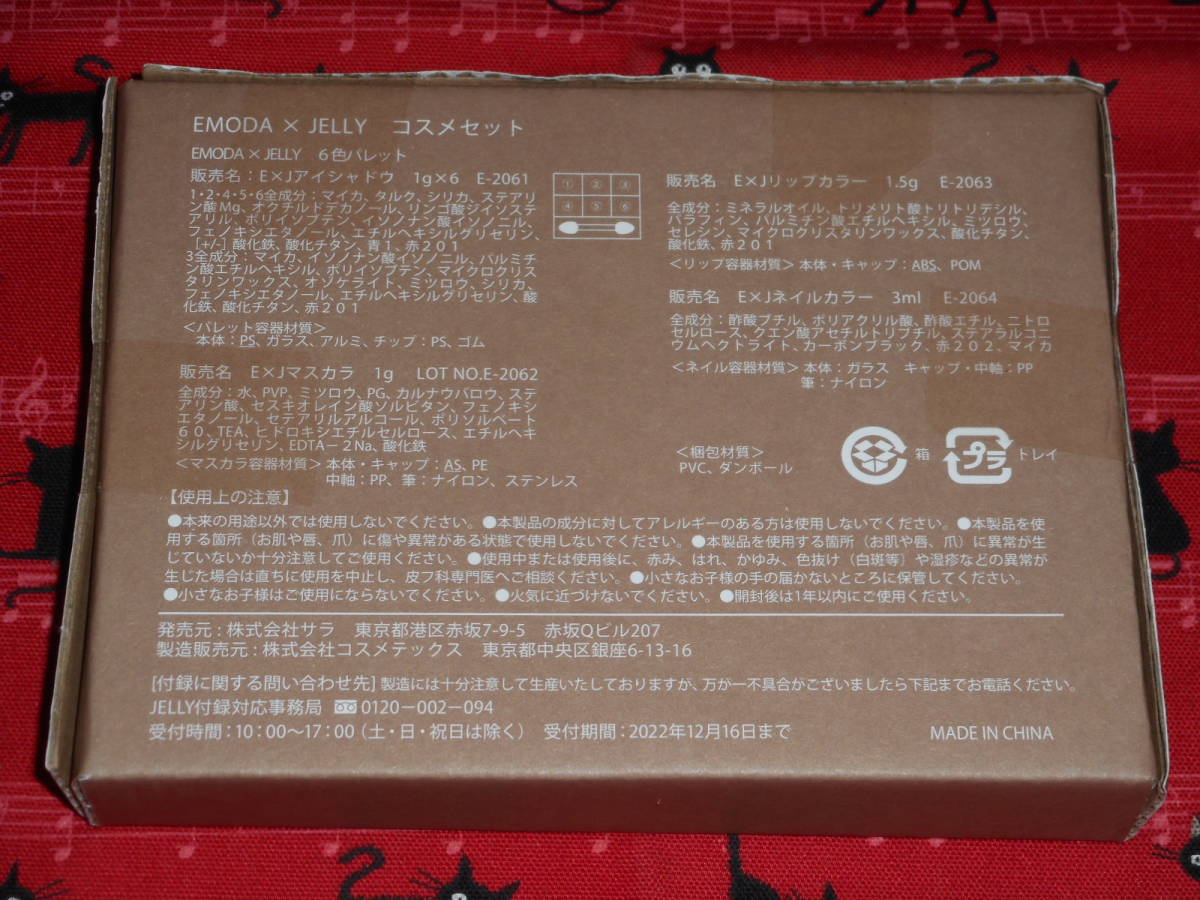 EMODA × JELLY　コスメセット
EMODA × JELLY　6色パレット
販売名：E×Jアイシャドウ　1g×6　E-2061
1・2・4・5・6全成分：マイカ、タルク、シリカ、ステアリ
ン酸Mg、オクチルドデカノール、リンゴ酸ジイソステ
アリル、ポリイソブテン、イソノナン酸イソノニル、
フェノキシエタノール、エチルヘキシルグリセリン、
［+/-］酸化鉄、酸化チタン、青1、赤201
3全成分：マイカ、イソノナン酸イソノニル、パルミチ
ン酸エチルヘキシル、ポリイソブテン、マイクロクリス
タリンワックス、オゾケライト、ミツロウ、シリカ、
フェノキシエタノール、エチルヘキシルグリセリン、酸
化鉄、酸化チタン、赤201
＜パレット容器材質＞
本体：PS、ガラス、アルミ、チップ：PS、ゴム
① ② ③
④ ⑤ ⑥
販売名　E×Jマスカラ　1g　LOT NO.E-2062
全成分：水、PVP、ミツロウ、PG、カルナウバロウ、ステ
アリン酸、セスキオレイン酸ソルビタン、フェノキシ
エタノール、セテアリルアルコール、ポリソルベート
60、TEA、ヒドロキシエチルセルロース、エチルヘキ
シルグリセリン、EDTA－2Na、酸化鉄
＜マスカラ容器材質＞本体・キャップ：AS、PE
中軸：PP、筆：ナイロン、ステンレス
販売名　E×Jリップカラー　1.5g　E-2063
全成分：ミネラルオイル、トリメリト酸トリトリデシル、
パラフィン、パルミチン酸エチルヘキシル、ミツロウ、
セレシン、マイクロクリスタリンワックス、酸化チタン、
酸化鉄、赤201
＜リップ容器材質＞本体・キャップ：ABS、POM
販売名　E×Jネイルカラー　3ml　E-2064
全成分：酢酸ブチル、ポリアクリル酸、酢酸エチル、ニトロ
セルロース、クエン酸アセチルトリブチル、ステアラルコニ
ウムヘクトライト、カーボンブラック、赤202、マイカ
＜ネイル容器材質＞本体：ガラス　キャップ・中軸：PP
筆：ナイロン
＜梱包材質＞
PVC、ダンボール
箱　プラ　トレイ
【使用上の注意】
●本来の用途以外では使用しないでください。●本製品の成分に対してアレルギーのある方は使用しないでください。●本製品を使
用する箇所（お肌や唇、爪）に傷や異常がある状態で使用しないでください。●本製品を使用する箇所（お肌や唇、爪）に異常が生
じていないか十分注意してご使用ください。●使用中または使用後に、赤み、はれ、かゆみ、色抜け（白斑等）や湿疹などの異常が
生じた場合は直ちに使用を中止し、皮フ科専門医へご相談ください。●小さなお子様の手の届かないところに保管してください。
●小さなお子様はご使用にならないでください。●火気に近づけないでください。●開封後は1年以内にご使用ください。
発売元：株式会社サラ　東京都港区赤坂7-9-5　赤坂Qビル207
製造販売元：株式会社コスメテックス　東京都中央区銀座6-13-16
［付録に関する問い合わせ先］製造には十分注意して生産いたしておりますが、万が一不具合がございましたら下記までお電話ください。
JELLY付録対応事務局　0120－002－094
受付時間：10：00～17：00（土・日・祝日は除く）　受付期間：2022年12月16日まで
MADE IN CHINA